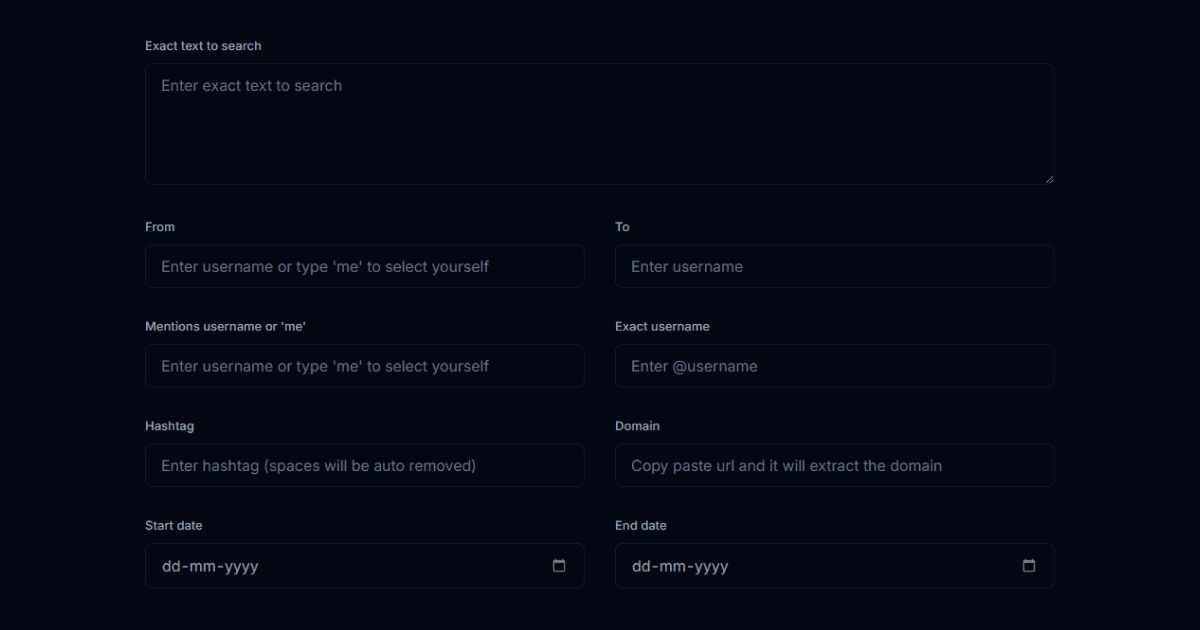 Exact text to search
Enter exact text to search
From
To
Enter username or type 'me' to select yourself
Enter username
Mentions username or 'me'
Exact username
Enter username or type 'me' to select yourself
Enter @username
Hashtag
Domain
Enter hashtag (spaces will be auto removed)
Copy paste url and it will extract the domain
Start date
End date
dd-mm-yyyy
dd-mm-yyyy